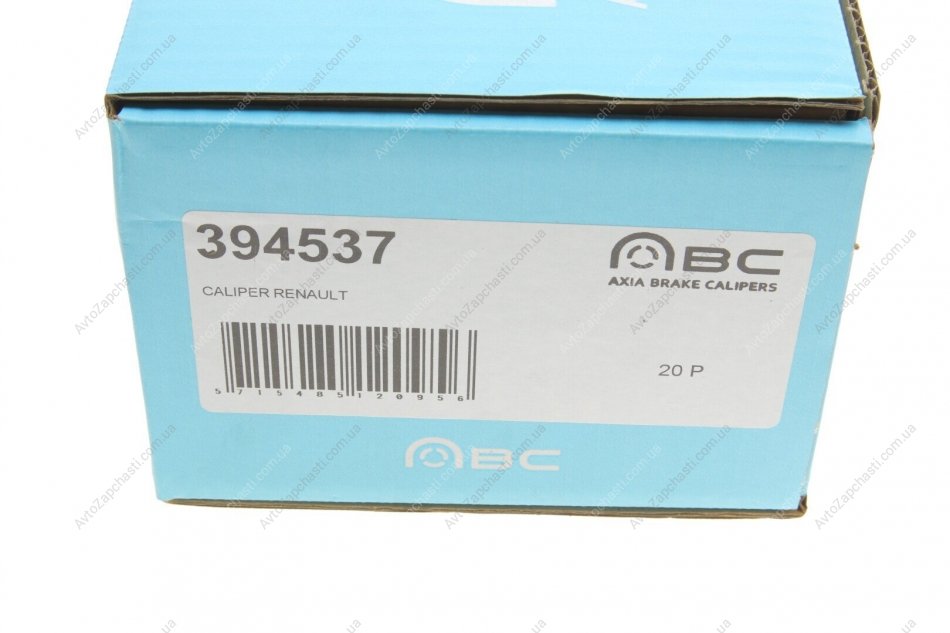 394537
ABC
AXIA BRAKE CALIPERS
CALIPER RENAULT
20 P
5715485120956
ABC
AvtoZapchasti.com.ua